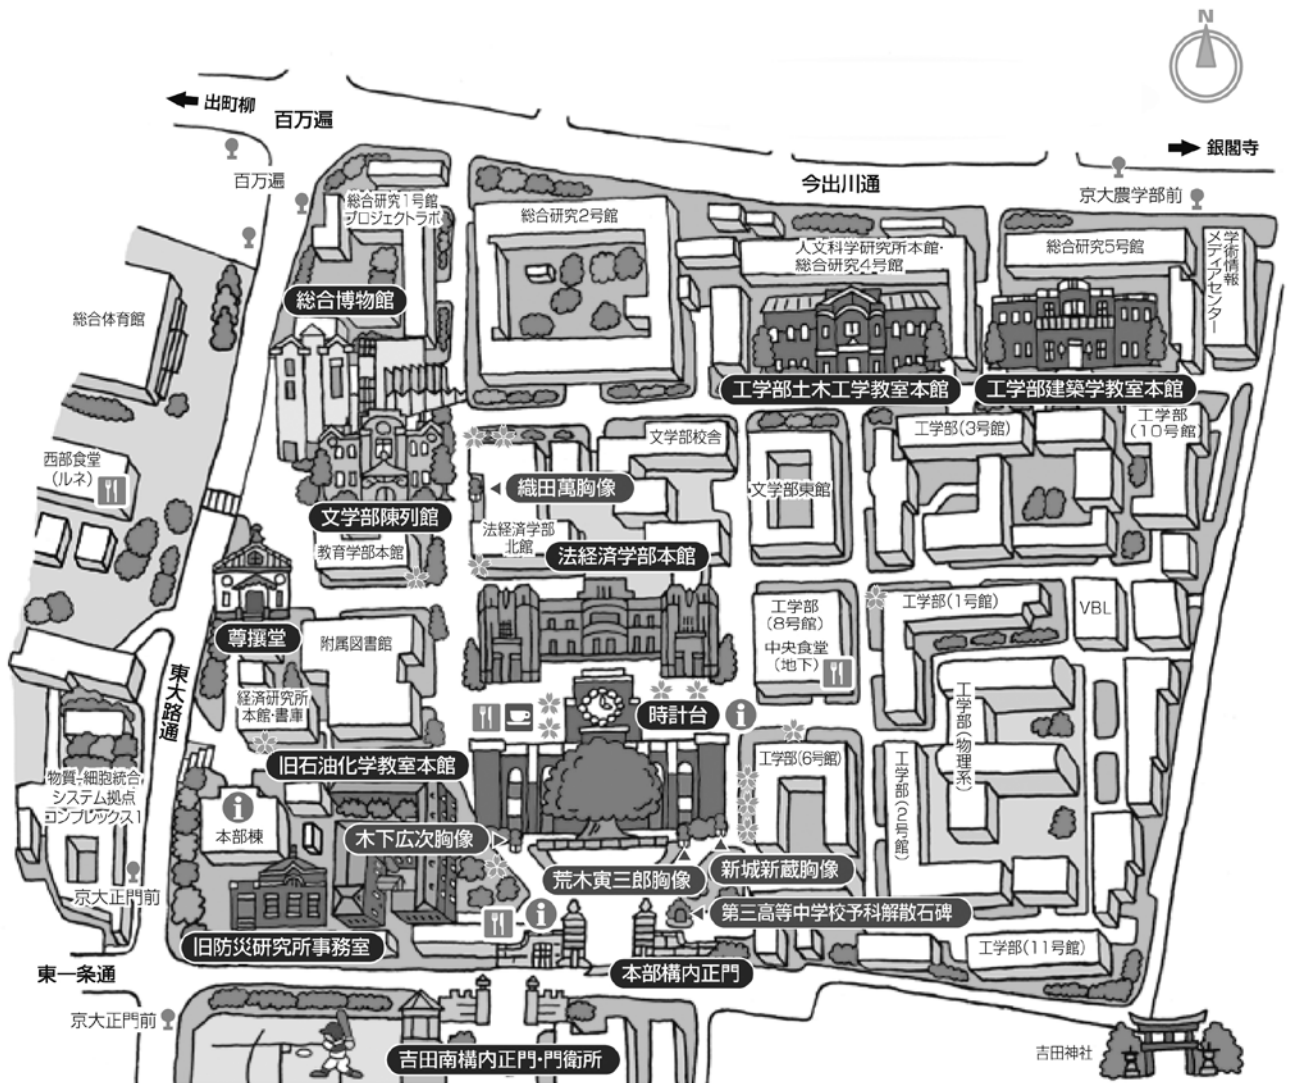 N
出町柳
百万遍
銀閣寺
今出川通
百万遍
京大農学部前
総合研究1号館
プロジェクトラボ
総合研究2号館
人文科学研究所本館・
総合研究4号館
総合研究5号館
学術情報
メディアセンター
総合博物館
総合体育館
工学部土木工学教室本館
工学部建築学教室本館
工学部(3号館)
工学部
(10号館)
文学部校舎
西部食堂
(ルネ)
織田萬胸像
文学部東館
文学部陳列館
法経済学部
北館
教育学部本館
法経済学部本館
工学部
(8号館)
中央食堂
(地下)
工学部(1号館)
VBL
尊攘堂
附属図書館
東大路通
経済研究所
本館・書庫
時計台
i
工学部(物理系)
旧石油化学教室本館
工学部(6号館)
工学部(2号館)
物質-細胞統合
システム拠点
コンプレックス1
i
本部棟
木下広次胸像
荒木寅三郎胸像
新城新蔵胸像
京大正門前
i
第三高等中学校予科解散石碑
旧防災研究所事務室
工学部(11号館)
東一条通
本部構内正門
京大正門前
吉田南構内正門・門衛所
吉田神社